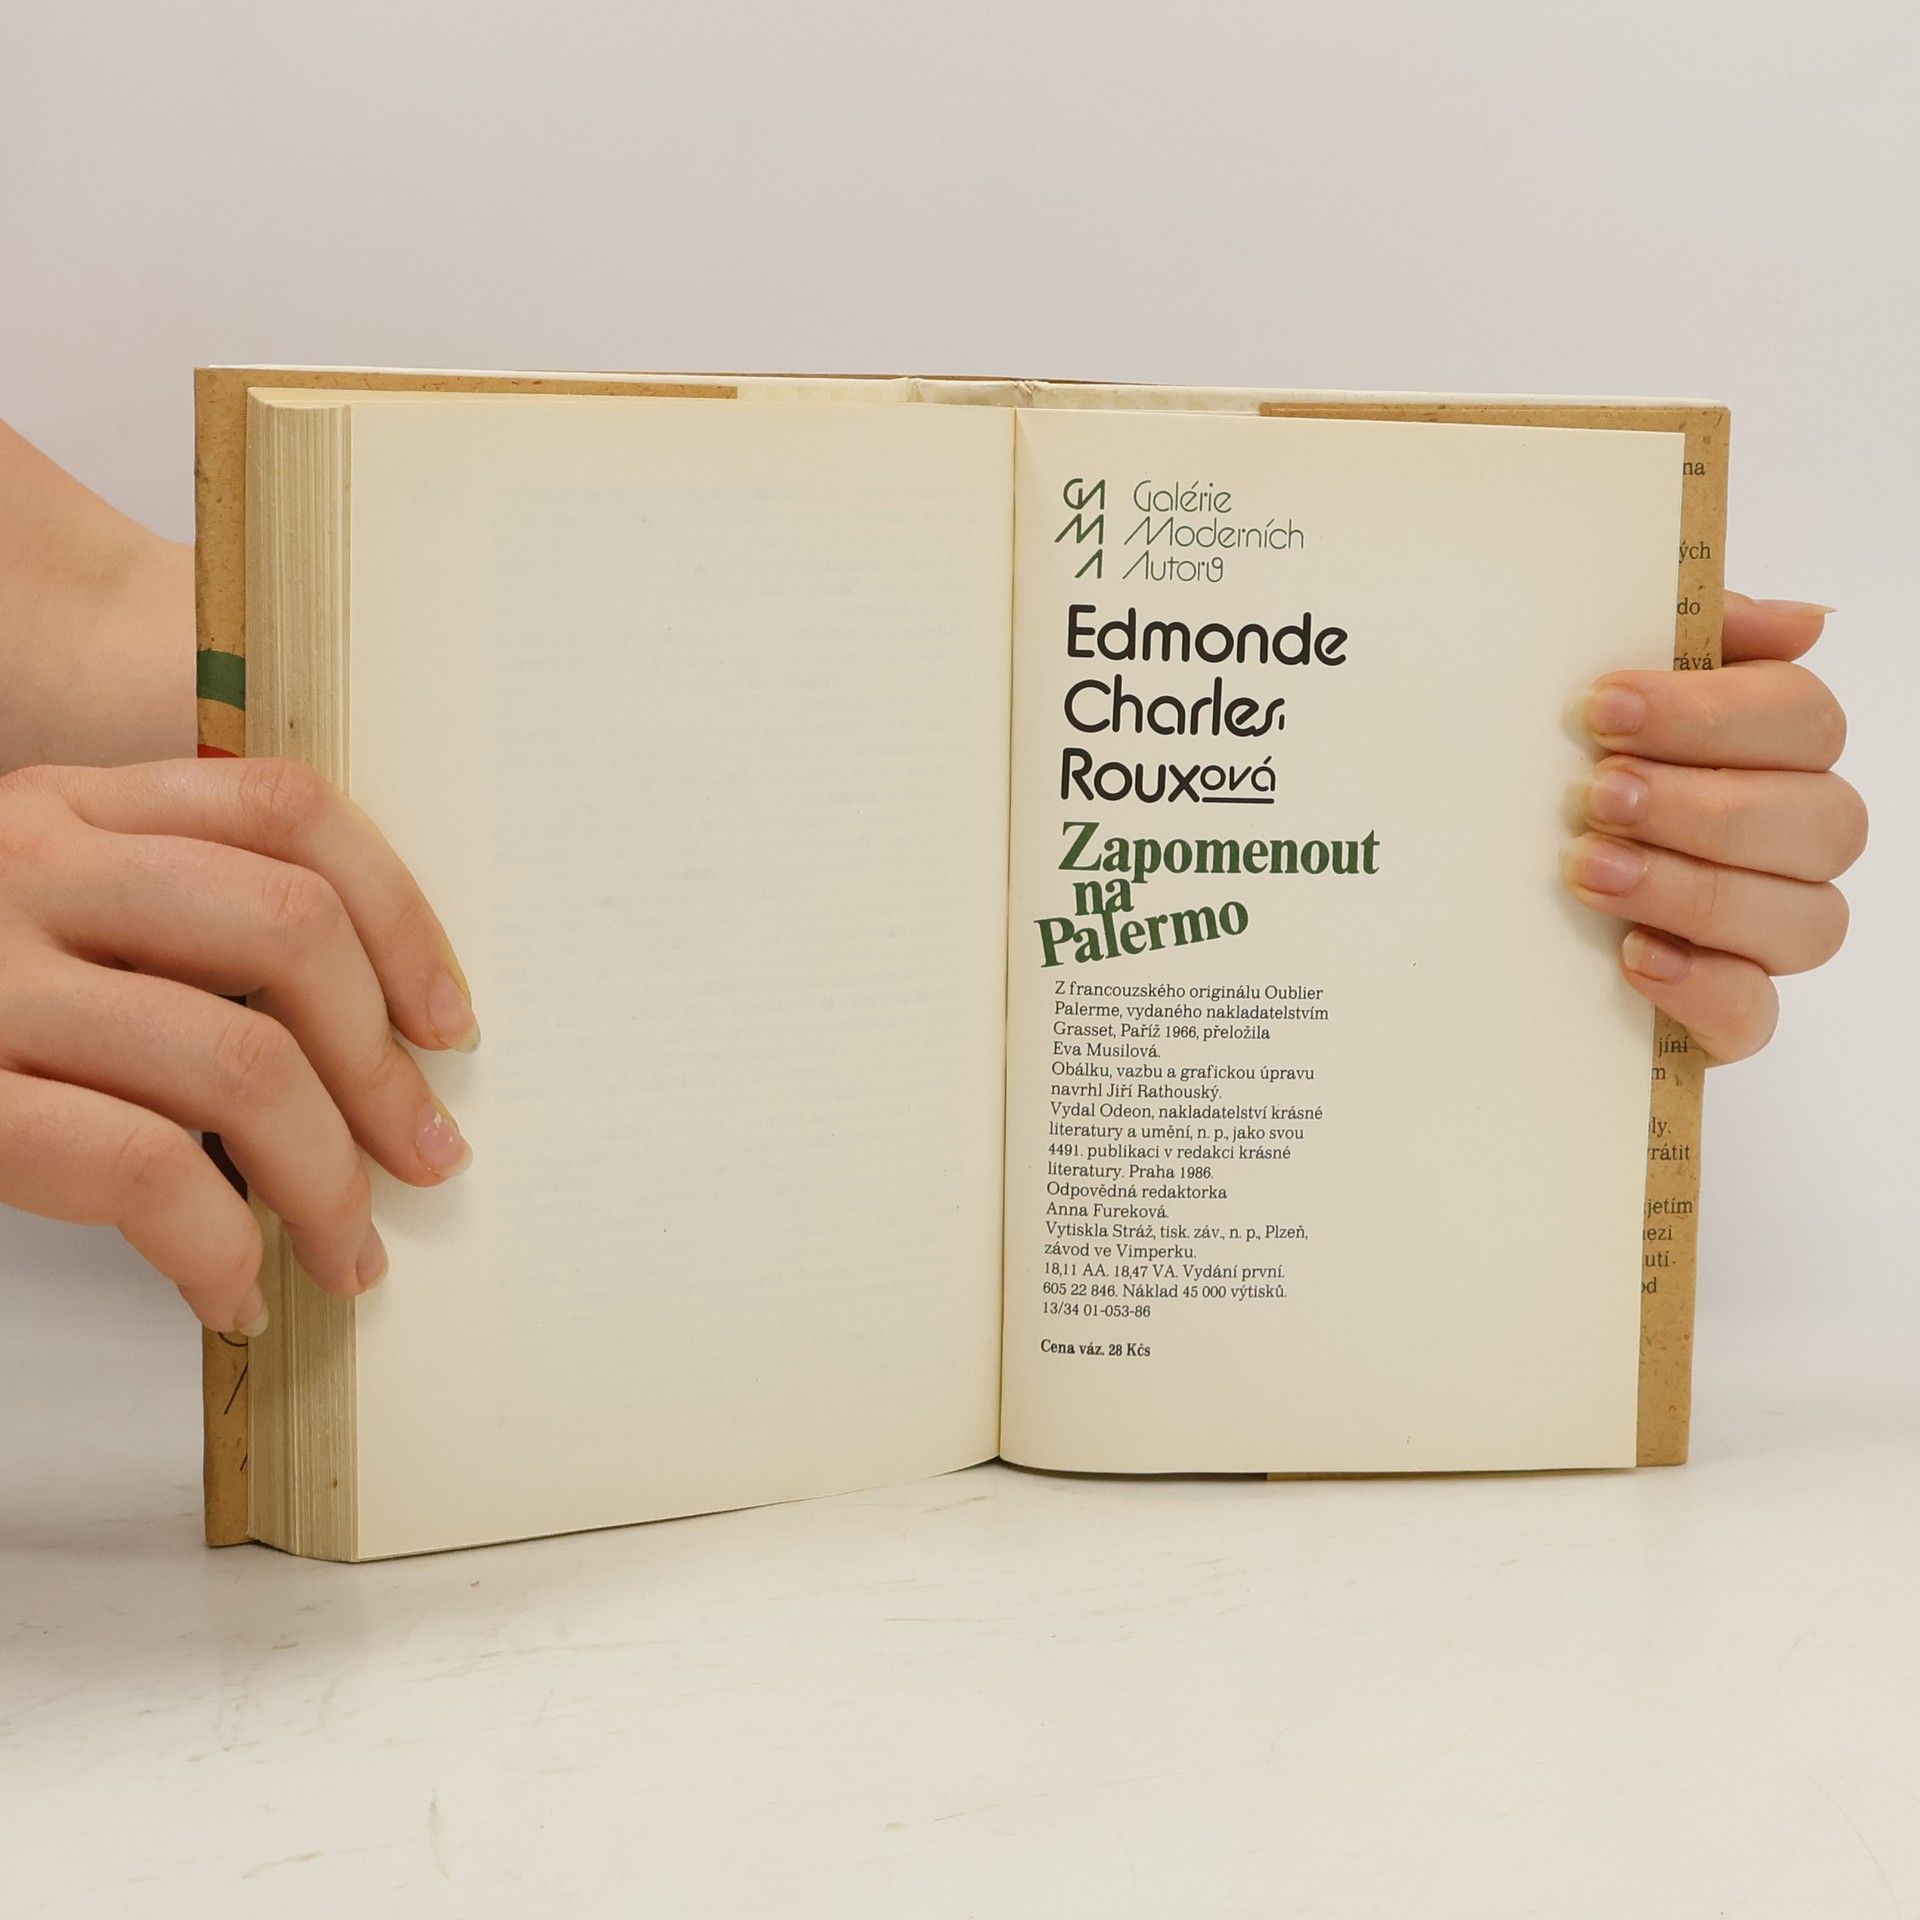 GA Galérie
M Moderních
A Autorů
Edmonde
Charles,
Rouxová
Zapomenout
na
Palermo
Z francouzského originálu Oublier
Palerme, vydaného nakladatelstvím
Grasset, Paříž 1966, přeložila
Eva Musilová.
Obálku, vazbu a grafickou úpravu
navrhl Jiří Rathouský.
Vydal Odeon, nakladatelství krásné
literatury a umění, n. p., jako svou
4491. publikaci v redakci krásné
literatury. Praha 1986.
Odpovědná redaktorka
Anna Fureková.
Vytiskla Stráž, tisk. záv., n. p., Plzeň,
závod ve Vimperku.
18,11 AA. 18,47 VA. Vydání první.
605 22 846. Náklad 45 000 výtisků.
13/34 01-053-86
Cena váz. 28 Kčs
na
do
jiní